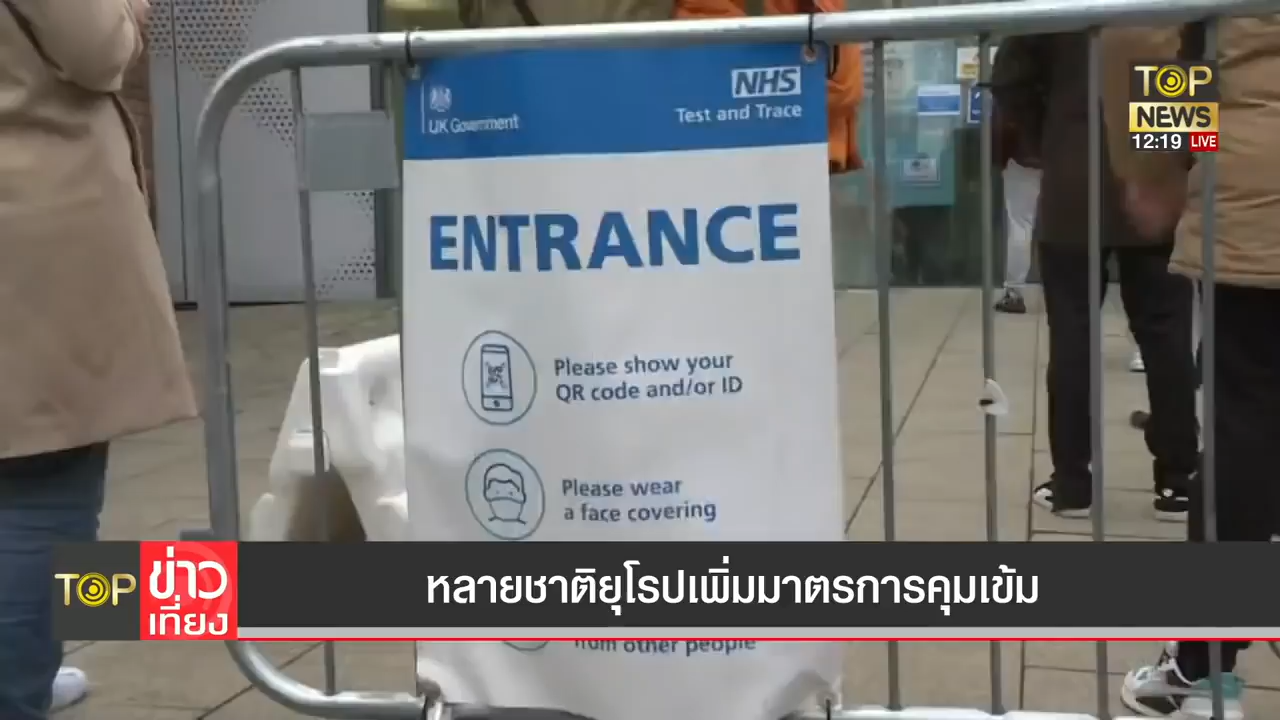 UK Government
NHS
Test and Trace
ENTRANCE
Please show your
QR code and/or ID
Please wear
a face covering
from other people
TOP
NEWS
12:19 LIVE
TOP
ข่าว
เที่ยง
หลายชาติยุโรปเพิ่มมาตรการคุมเข้ม